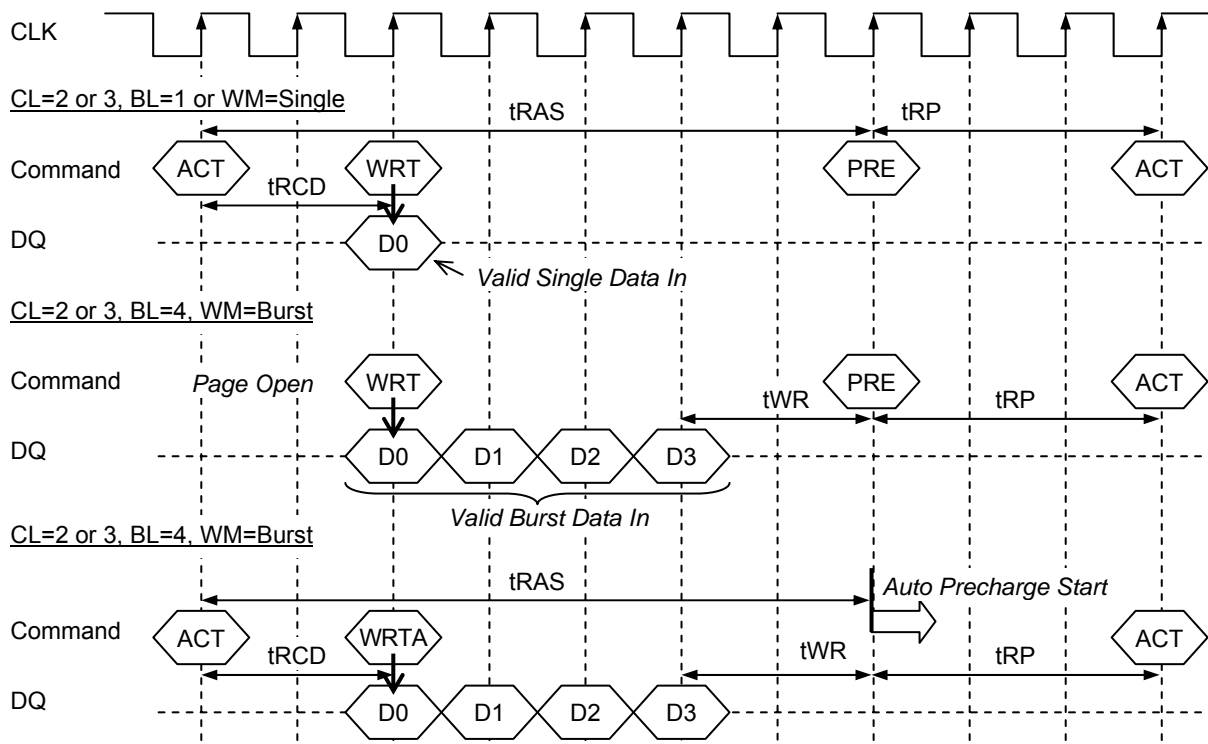 CLK
CL=2 or 3, BL=1 or WM=Single
tRAS tRP
Command ACT WRT PRE ACT
tRCD
DQ D0
Valid Single Data In
CL=2 or 3, BL=4, WM=Burst
Command Page Open WRT PRE ACT
tWR tRP
DQ D0 D1 D2 D3
Valid Burst Data In
CL=2 or 3, BL=4, WM=Burst
tRAS Auto Precharge Start
Command ACT WRTA ACT
tRCD tWR tRP
DQ D0 D1 D2 D3